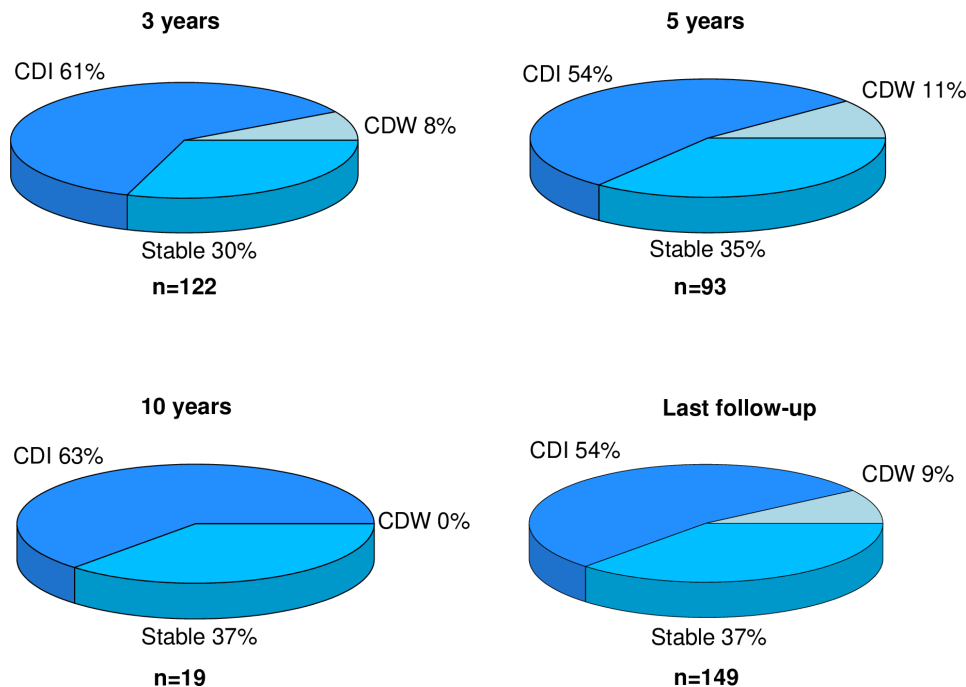 3 years
CDI 61%
CDW 8%
Stable 30%
n=122
5 years
CDI 54%
CDW 11%
Stable 35%
n=93
10 years
CDI 63%
CDW 0%
Stable 37%
n=19
Last follow-up
CDI 54%
CDW 9%
Stable 37%
n=149